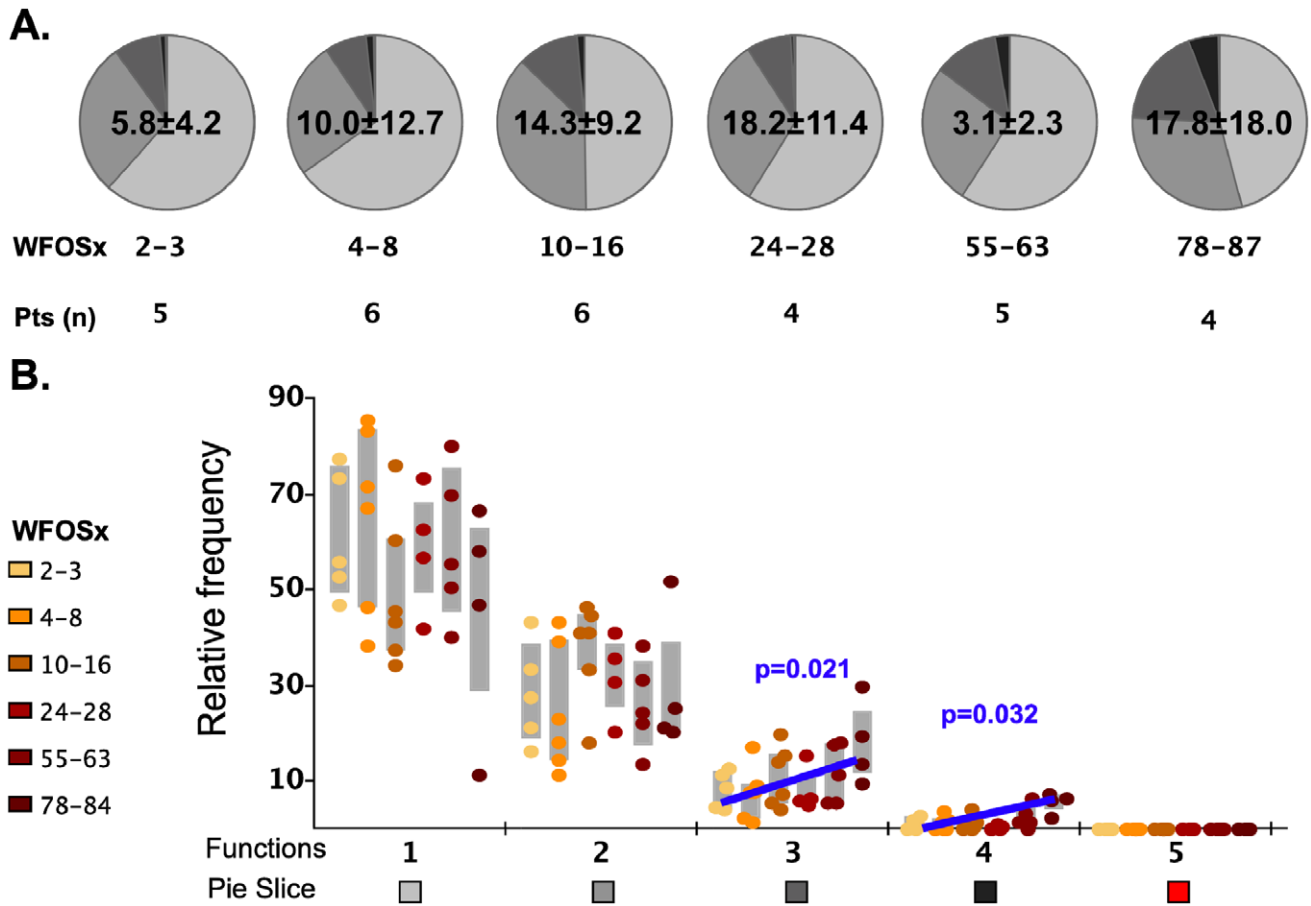 A.
5.8±4.2 10.0±12.7 14.3±9.2 18.2±11.4 3.1±2.3 17.8±18.0
WFOSx 2-3 4-8 10-16 24-28 55-63 78-87
Pts (n) 5 6 6 4 5 4
B.
90
70
50
30
10
Relative frequency
WFOSx
2-3
4-8
10-16
24-28
55-63
78-84
p=0.021
p=0.032
Functions 1 2 3 4 5
Pie Slice